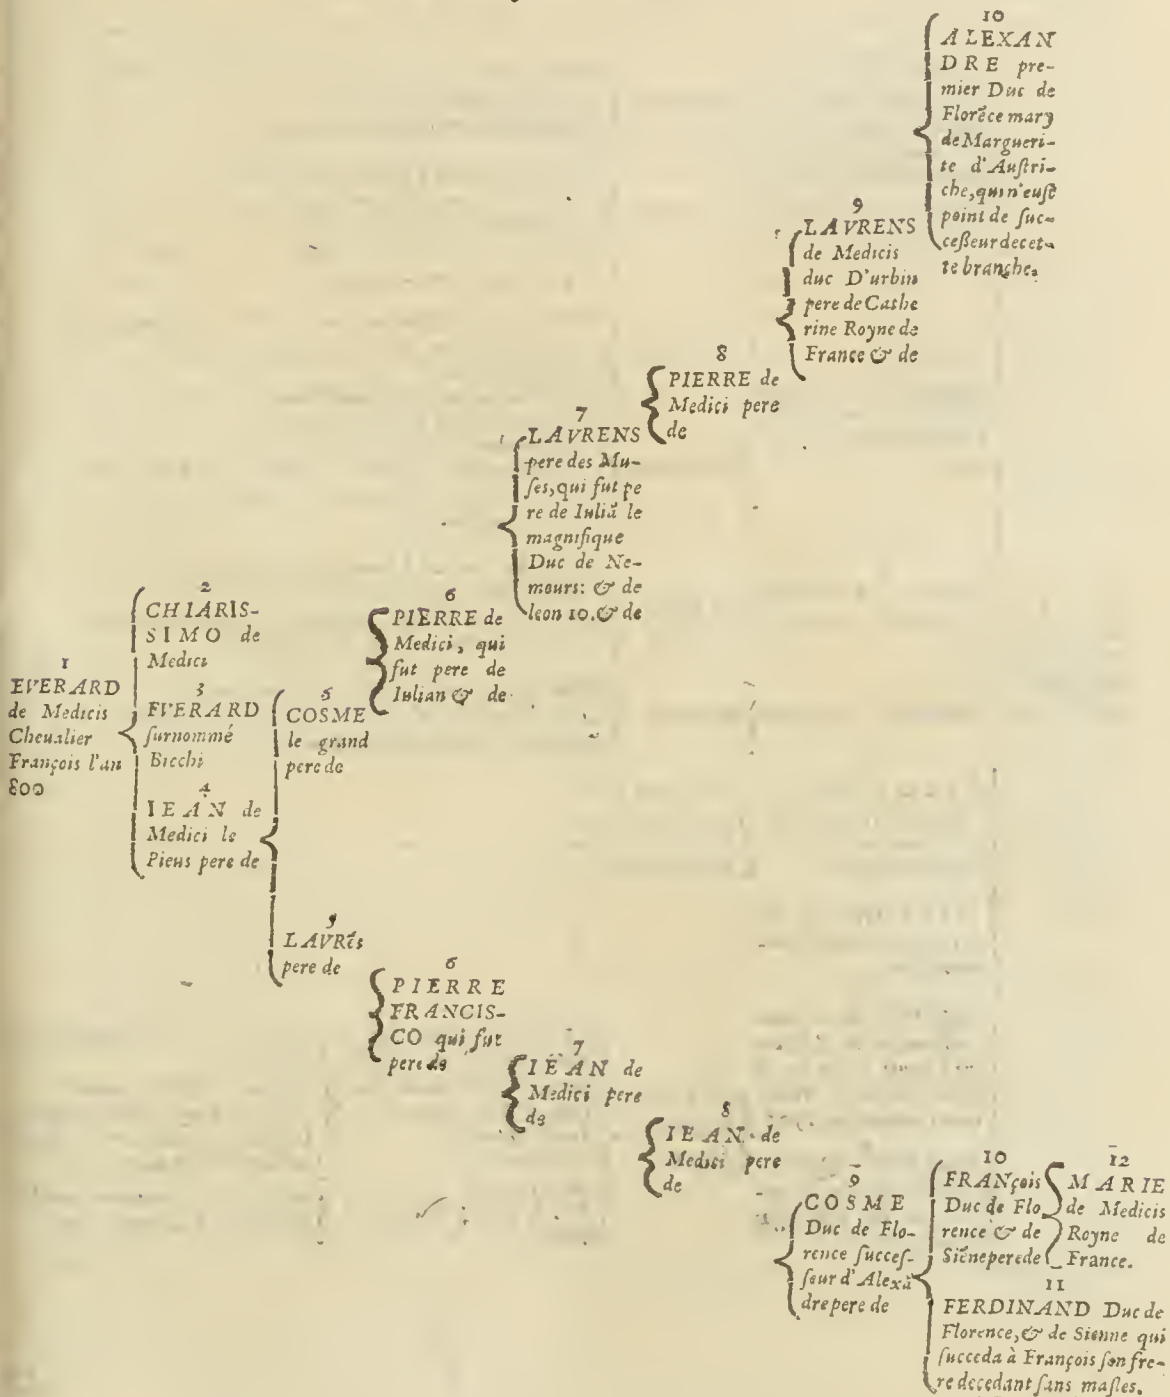 1
EVERARD
de Medicis
Cheualier
François l'an
800
2
CHIARIS-
SIMO de
Medici
3
EVERARD
ſurnommé
Bicchi
4
IEAN de
Medici le
Pieus pere de
5
COSME
le grand
pere de
6
PIERRE de
Medici, qui
fut pere de
Iulian & de
7
LAVRENS
pere des Mu-
ſes, qui fut pe
re de Iuliã le
magnifique
Duc de Ne-
mours: & de
leon 10. & de
8
PIERRE de
Medici pere
de
9
LAVRENS
de Medicis
duc D'urbin
pere de Cathe
rine Royne de
France & de
10
ALEXAN
DRE pre-
mier Duc de
Florẽce mary
de Margueri-
te d'Auſtri-
che, qui n'euſt
point de ſuc-
ceſſeur de cet-
te branche.
5
LAVRẽs
pere de
6
PIERRE
FRANCIS-
CO qui fut
pere de
7
IEAN de
Medici pere
de
8
IEAN de
Medici pere
de
9
COSME
Duc de Flo-
rence ſucceſ-
ſeur d'Alexã
dre pere de
10
FRANçois
Duc de Flo
rence & de
Siẽne pere de
12
MARIE
de Medicis
Royne de
France.
11
FERDINAND Duc de
Florence, & de Sienne qui
ſucceda à François ſon fre-
re decedant ſans maſles.